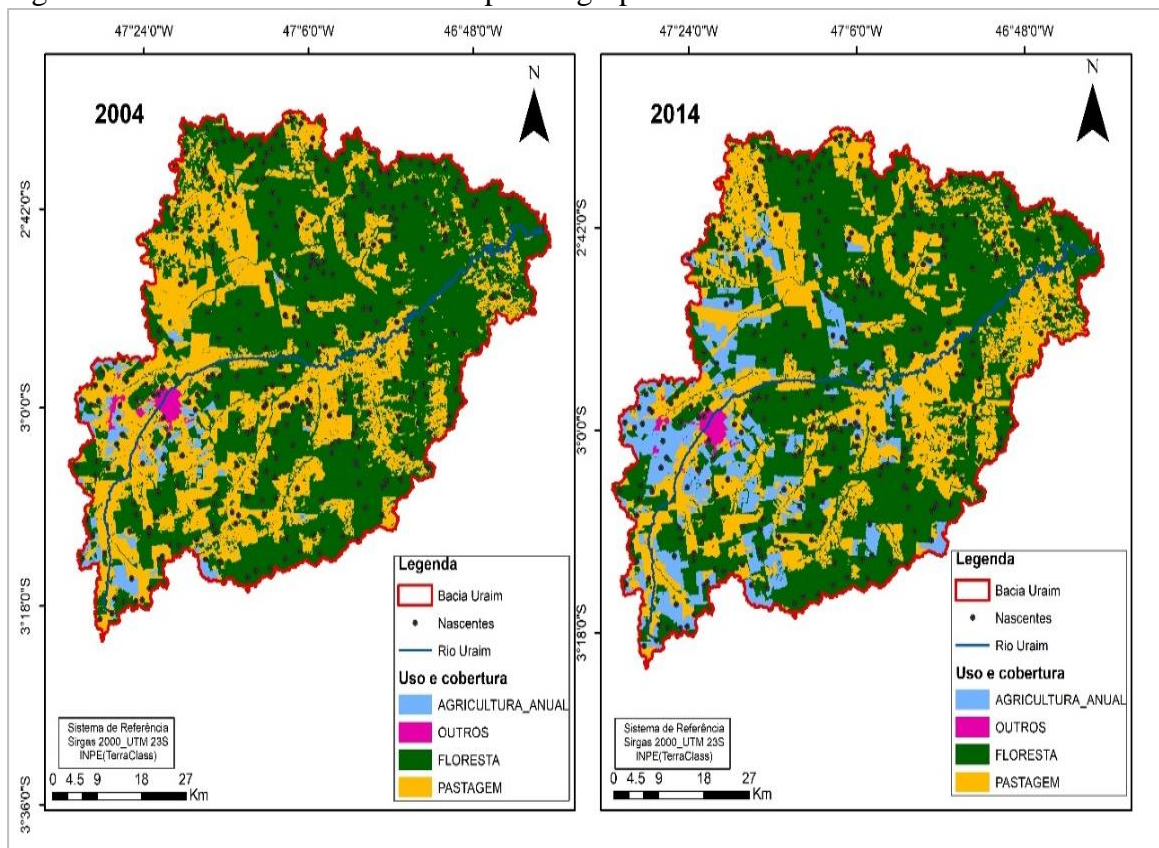 47°24'0"W 47°6'0"W 46°48'0"W
N
2004
2°42'0"S
3°0'0"S
3°18'0"S
3°36'0"S
Legenda
Bacia Uraim
Nascentes
Rio Uraim
Uso e cobertura
AGRICULTURA_ANUAL
OUTROS
FLORESTA
PASTAGEM
Sistema de Referência
Sirgas 2000_UTM 23S
INPE(TerraClass)
0 4.5 9 18 27
Km
47°24'0"W 47°6'0"W 46°48'0"W
N
2014
2°42'0"S
3°0'0"S
3°18'0"S
Legenda
Bacia Uraim
Nascentes
Rio Uraim
Uso e cobertura
AGRICULTURA_ANUAL
OUTROS
FLORESTA
PASTAGEM
Sistema de Referência
Sirgas 2000_UTM 23S
INPE(TerraClass)
0 4.5 9 18 27
Km